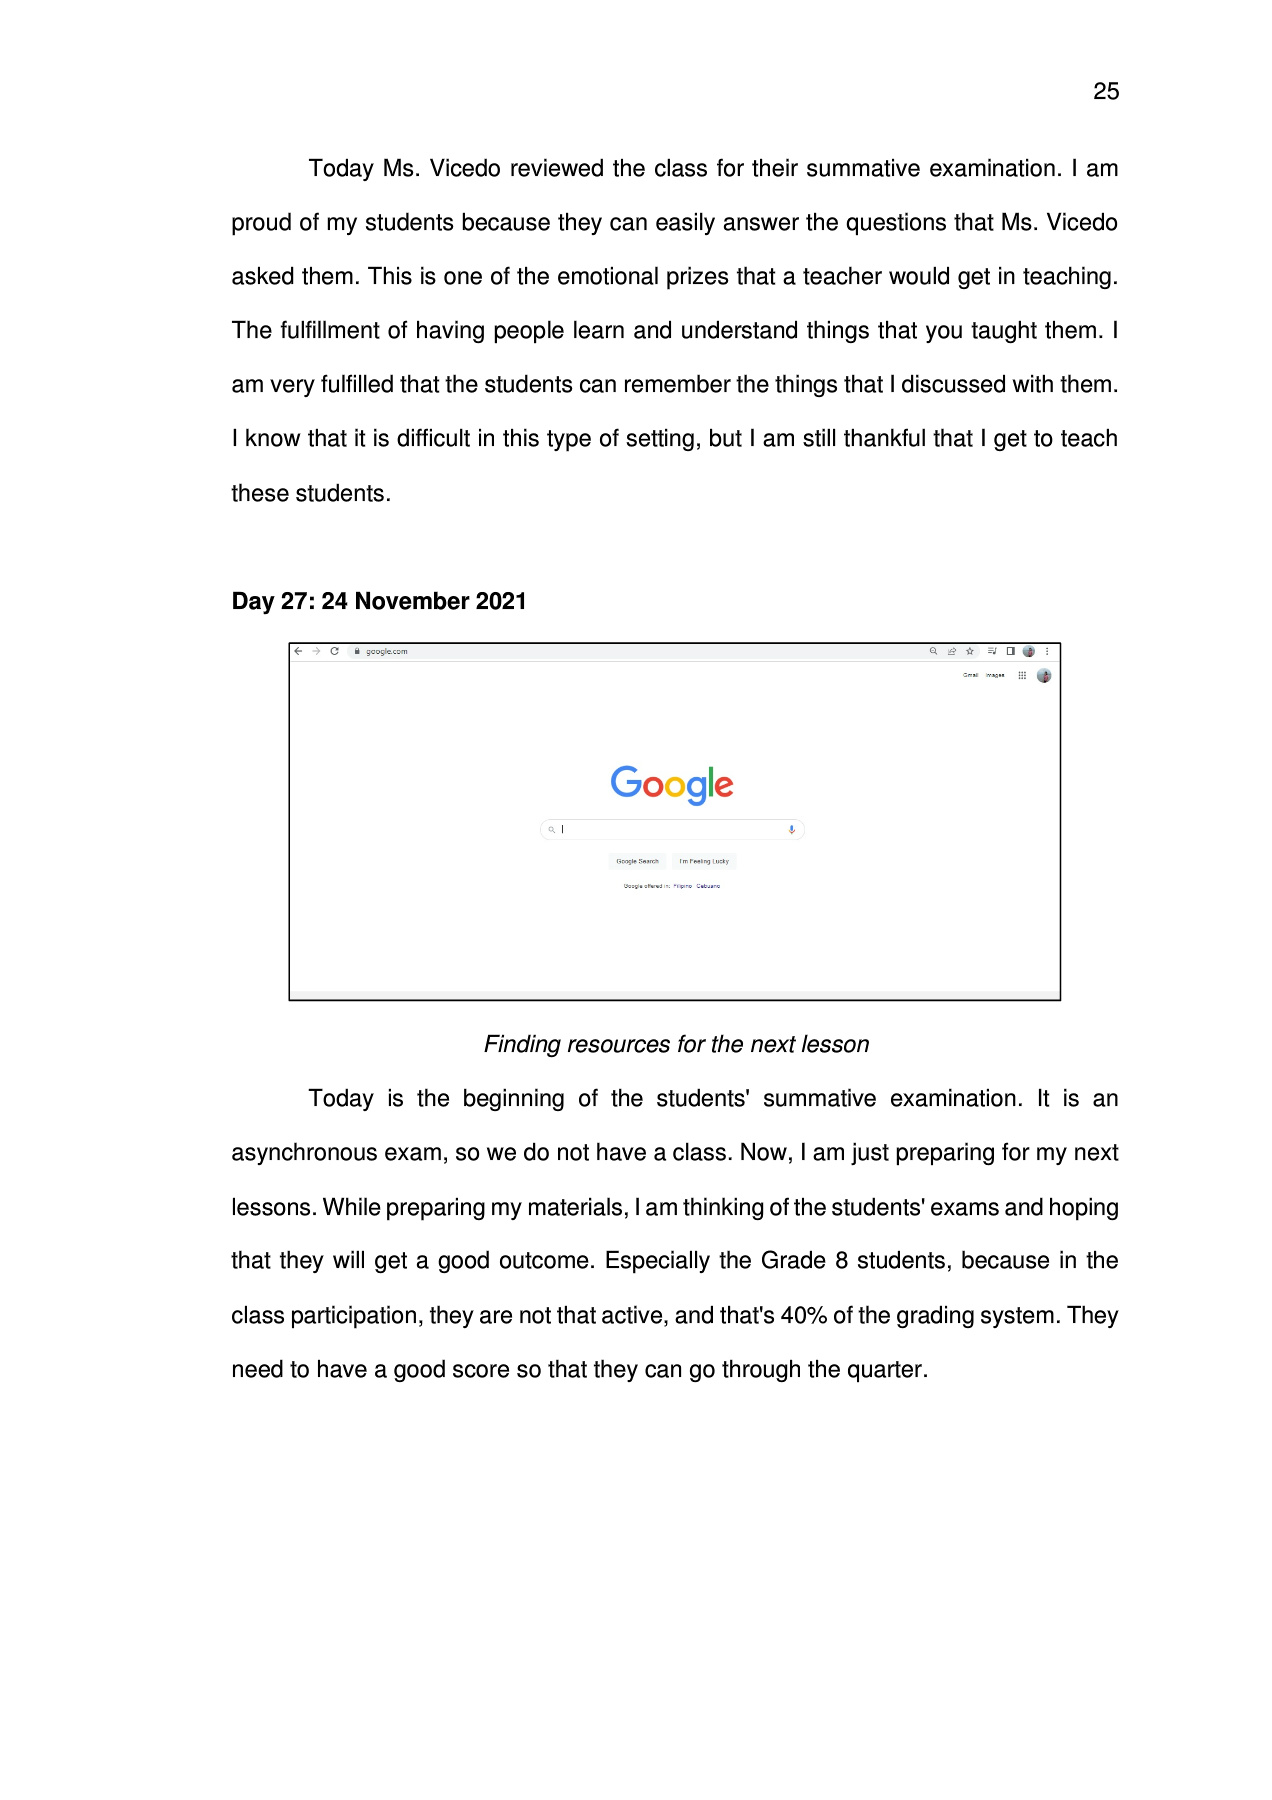 25
Today Ms. Vicedo reviewed the class for their summative examination. I am
proud of my students because they can easily answer the questions that Ms. Vicedo
asked them. This is one of the emotional prizes that a teacher would get in teaching.
The fulfillment of having people learn and understand things that you taught them. I
am very fulfilled that the students can remember the things that I discussed with them.
I know that it is difficult in this type of setting, but I am still thankful that I get to teach
these students.
Day 27: 24 November 2021
google.com
Gmail Images
Google
Google Search I'm Feeling Lucky
Google offered in: Filipino Cebuano
Finding resources for the next lesson
Today is the beginning of the students' summative examination. It is an
asynchronous exam, so we do not have a class. Now, I am just preparing for my next
lessons. While preparing my materials, I am thinking of the students' exams and hoping
that they will get a good outcome. Especially the Grade 8 students, because in the
class participation, they are not that active, and that's 40% of the grading system. They
need to have a good score so that they can go through the quarter.